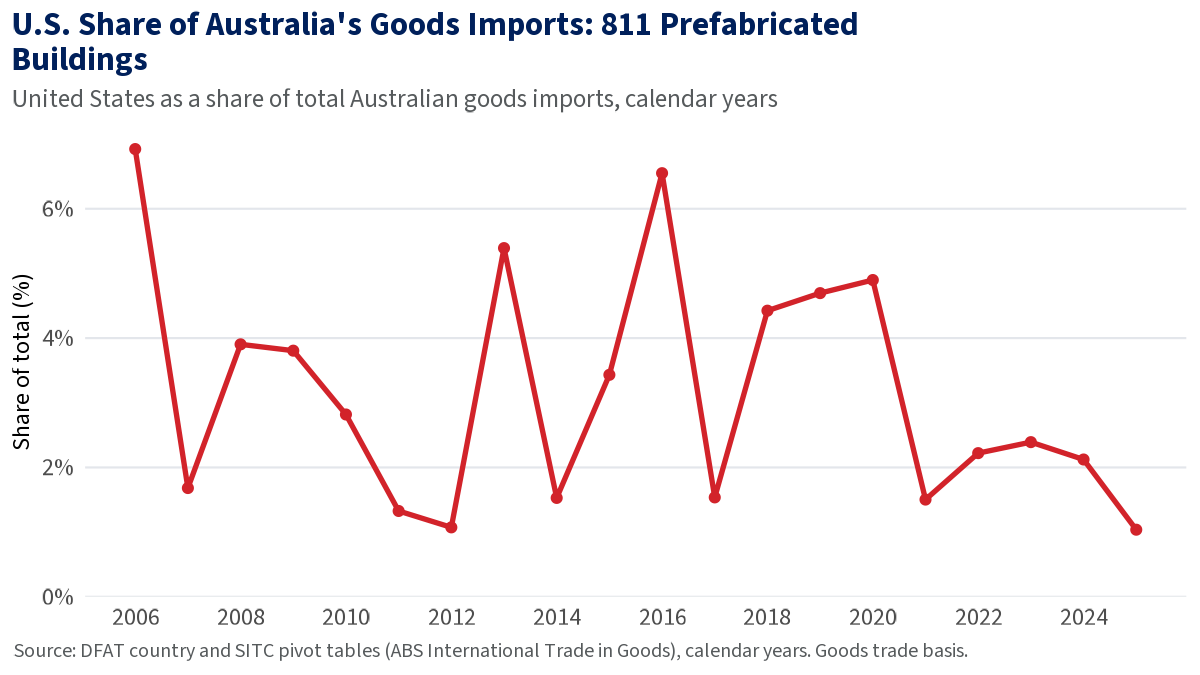 U.S. Share of Australia's Goods Imports: 811 Prefabricated
Buildings
United States as a share of total Australian goods imports, calendar years
Share of total (%)
6%
4%
2%
0%
2006 2008 2010 2012 2014 2016 2018 2020 2022 2024
Source: DFAT country and SITC pivot tables (ABS International Trade in Goods), calendar years. Goods trade basis.